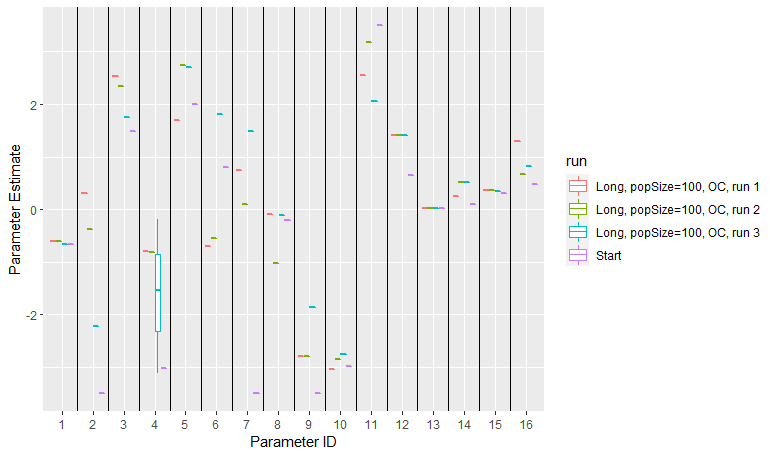 Parameter Estimate
2
0
-2
1 2 3 4 5 6 7 8 9 10 11 12 13 14 15 16
Parameter ID
run
Long, popSize=100, OC, run 1
Long, popSize=100, OC, run 2
Long, popSize=100, OC, run 3
Start